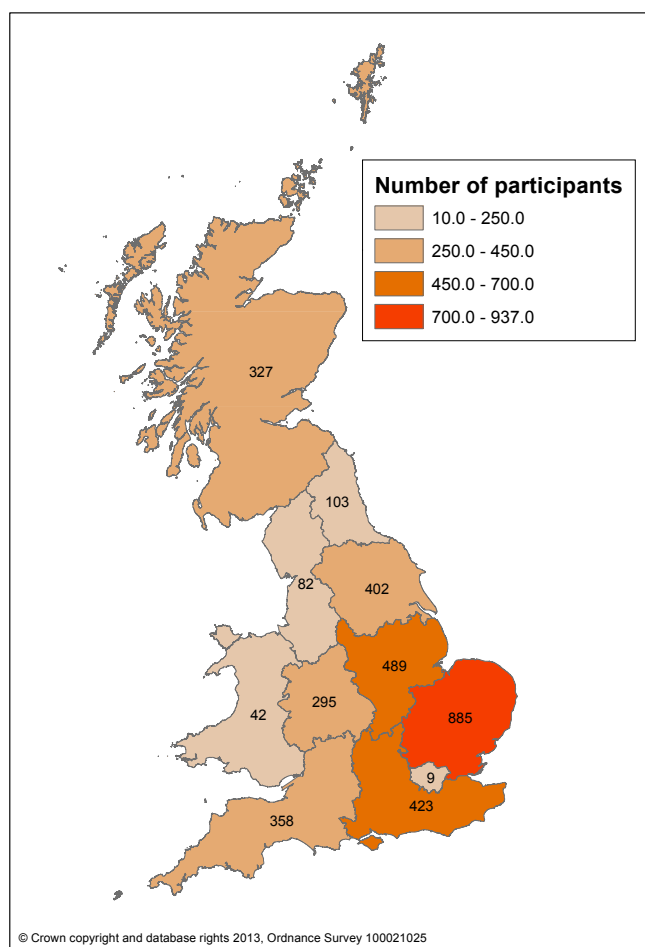 Number of participants
10.0 - 250.0
250.0 - 450.0
450.0 - 700.0
700.0 - 937.0
327
103
82
402
489
42
295
885
9
423
358
© Crown copyright and database rights 2013, Ordnance Survey 100021025